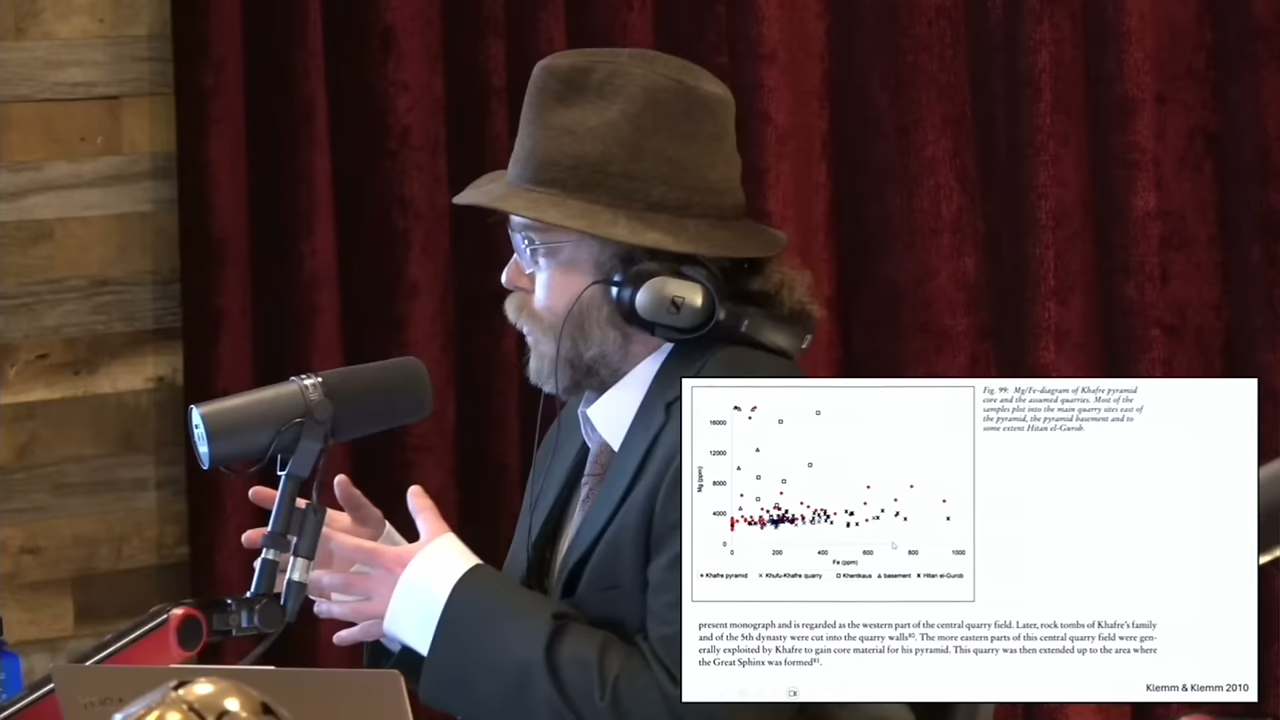 Fig. 99: Mg/Fe-diagram of Khafre pyramid
core and the assumed quarries. Most of the
samples plot into the main quarry sites east of
the pyramid, the pyramid basement and to
some extent Hitan el-Gurob.
Mg (ppm)
16000
12000
8000
4000
0
0 200 400 600 800 1000
Fe (ppm)
Khafre pyramid Khufu-Khafre quarry Khentkaus basement Hitan el-Gurob
present monograph and is regarded as the western part of the central quarry field. Later, rock tombs of Khafre's family
and of the 5th dynasty were cut into the quarry walls⁸⁰. The more eastern parts of this central quarry field were gen-
erally exploited by Khafre to gain core material for his pyramid. This quarry was then extended up to the area where
the Great Sphinx was formed⁸¹.
Klemm & Klemm 2010